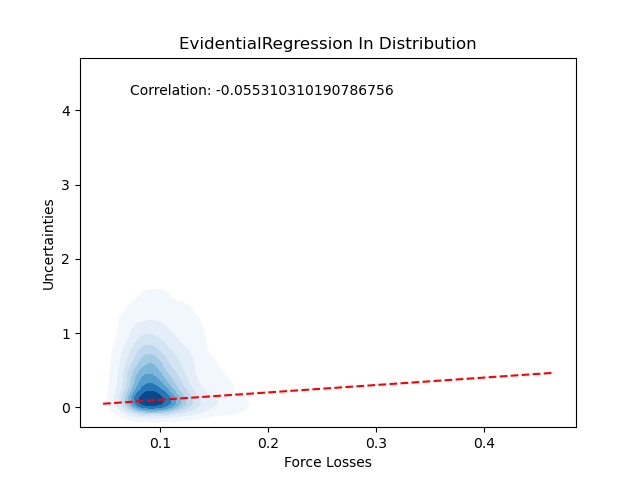 EvidentialRegression In Distribution
Correlation: -0.055310310190786756
Uncertainties
4
3
2
1
0
0.1 0.2 0.3 0.4
Force Losses